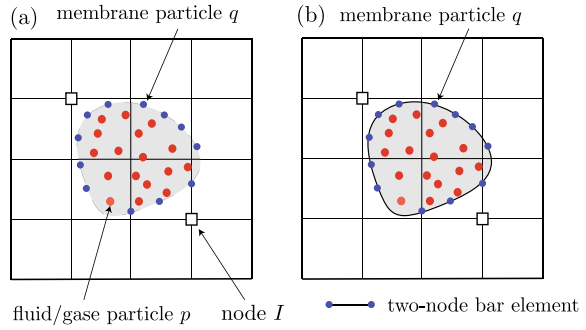 (a) membrane particle q
(b) membrane particle q
fluid/gase particle p
node I
two-node bar element